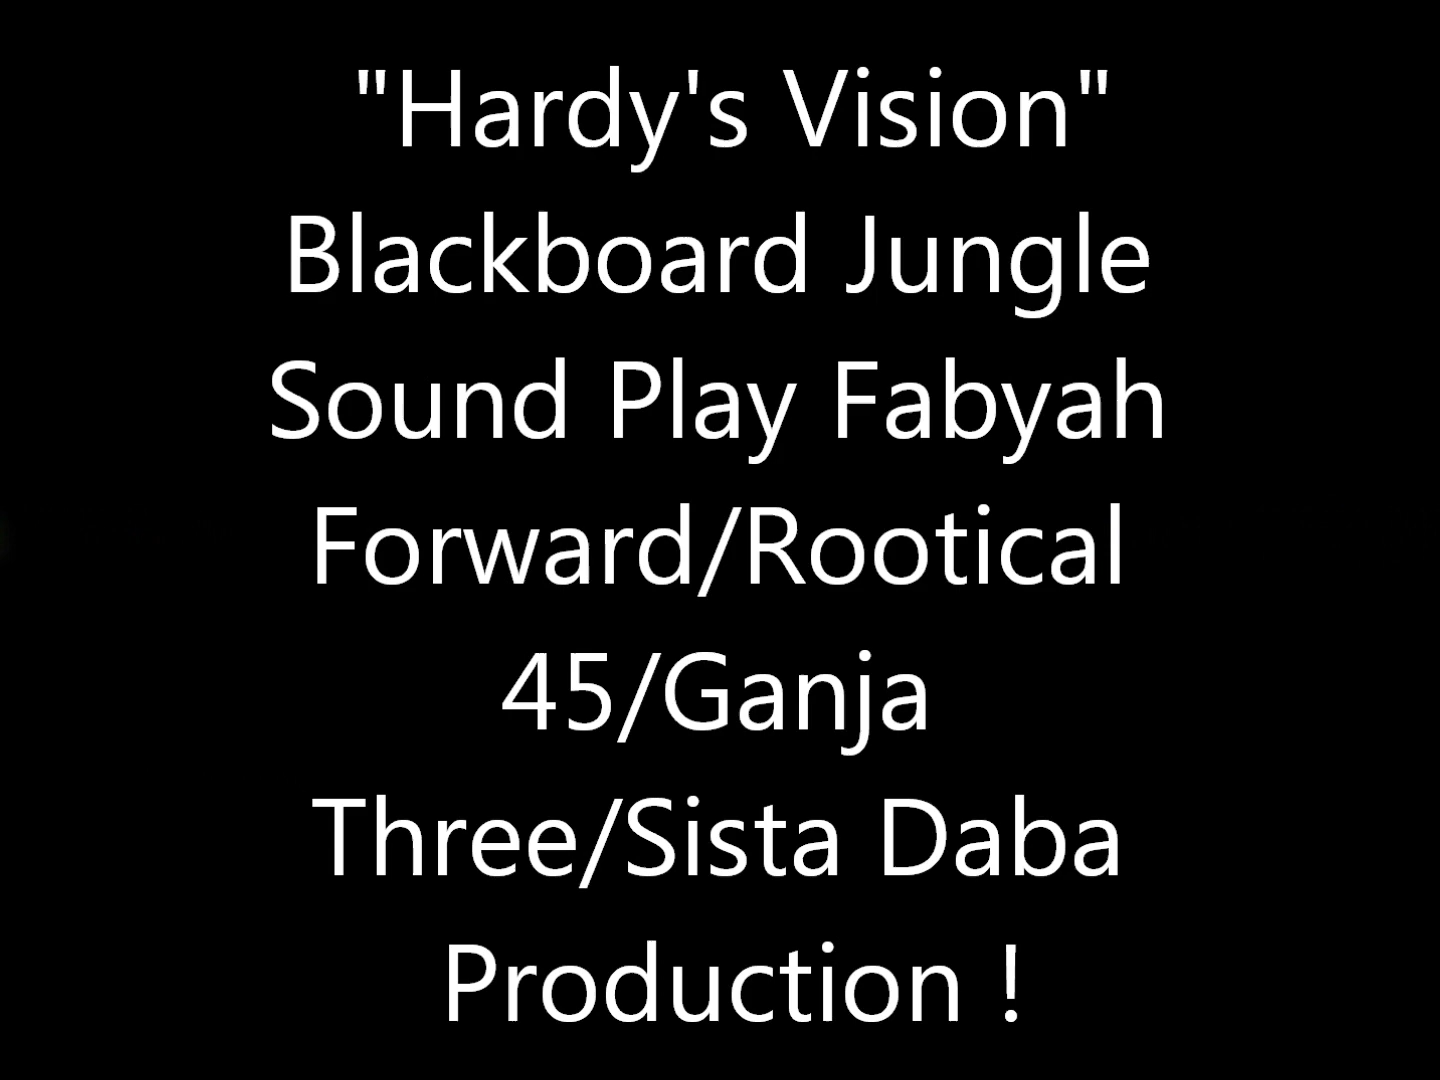 "Hardy's Vision"
Blackboard Jungle
Sound Play Fabyah
Forward/Rootical
45/Ganja
Three/Sista Daba
Production !